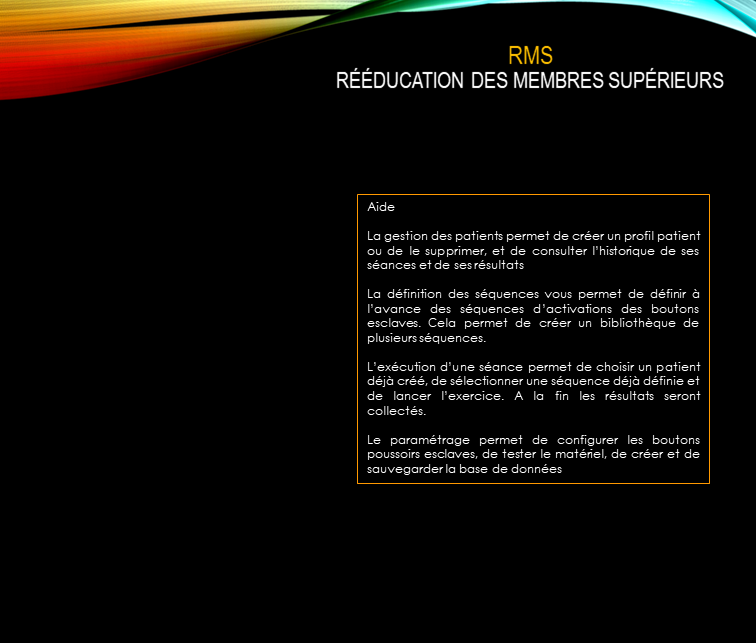 RMS
RÉÉDUCATION DES MEMBRES SUPÉRIEURS
Aide
La gestion des patients permet de créer un profil patient
ou de le supprimer, et de consulter l'historique de ses
séances et de ses résultats
La définition des séquences vous permet de définir à
l'avance des séquences d'activations des boutons
esclaves. Cela permet de créer un bibliothèque de
plusieurs séquences.
L'exécution d'une séance permet de choisir un patient
déjà créé, de sélectionner une séquence déjà définie et
de lancer l'exercice. A la fin les résultats seront
collectés.
Le paramétrage permet de configurer les boutons
poussoirs esclaves, de tester le matériel, de créer et de
sauvegarder la base de données